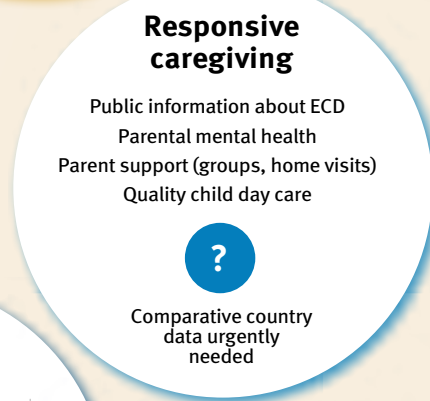 Responsive
caregiving
Public information about ECD
Parental mental health
Parent support (groups, home visits)
Quality child day care
?
Comparative country
data urgently
needed